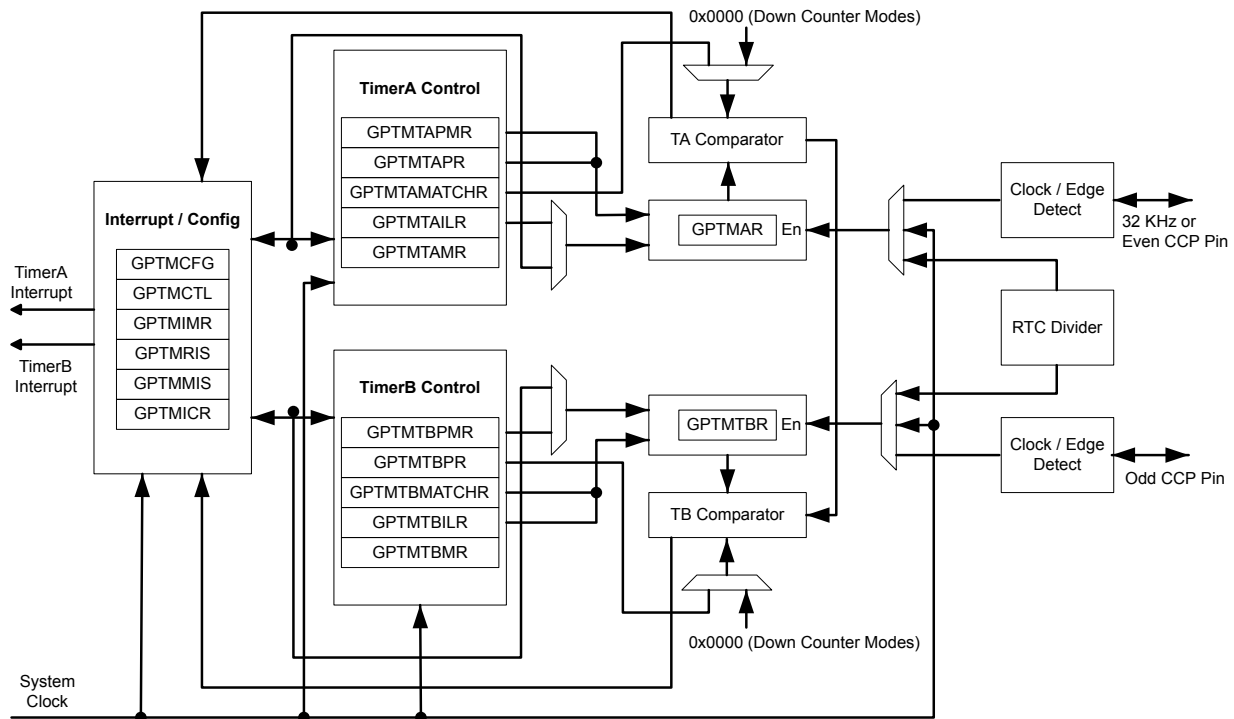 0x0000 (Down Counter Modes)
TimerA Control
GPTMTAPMR
GPTMTAPR
GPTMTAMATCHR
GPTMTAILR
GPTMTAMR
TA Comparator
GPTMAR
En
Clock / Edge
Detect
32 KHz or
Even CCP Pin
Interrupt / Config
GPTMCFG
GPTMCTL
GPTMIMR
GPTMRIS
GPTMMIS
GPTMICR
TimerA
Interrupt
TimerB
Interrupt
RTC Divider
TimerB Control
GPTMTBPMR
GPTMTBPR
GPTMTBMATCHR
GPTMTBILR
GPTMTBMR
GPTMTBR
En
TB Comparator
Clock / Edge
Detect
Odd CCP Pin
0x0000 (Down Counter Modes)
System
Clock